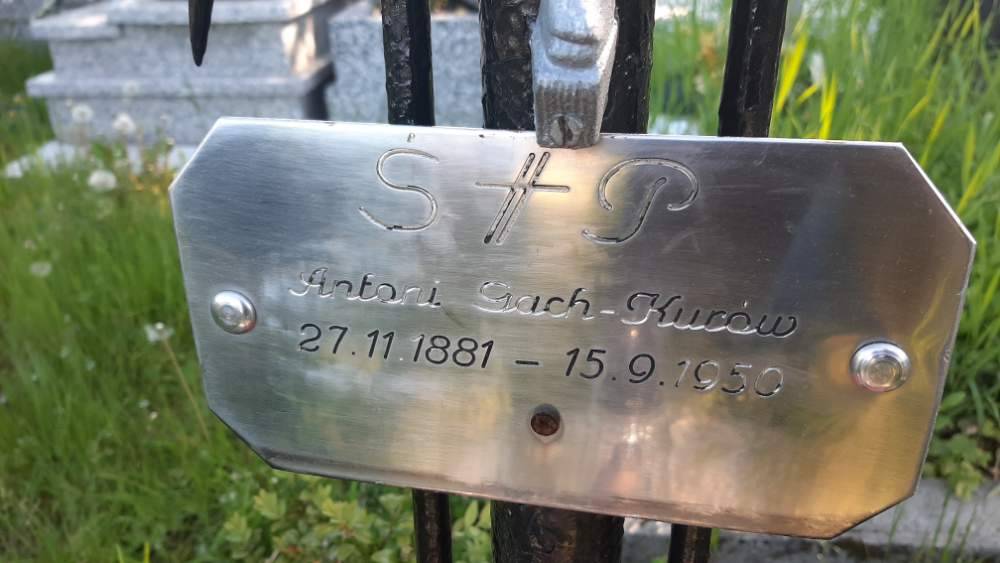 S † P
Antoni Gach-Kurów
27.11.1881 – 15.9.1950